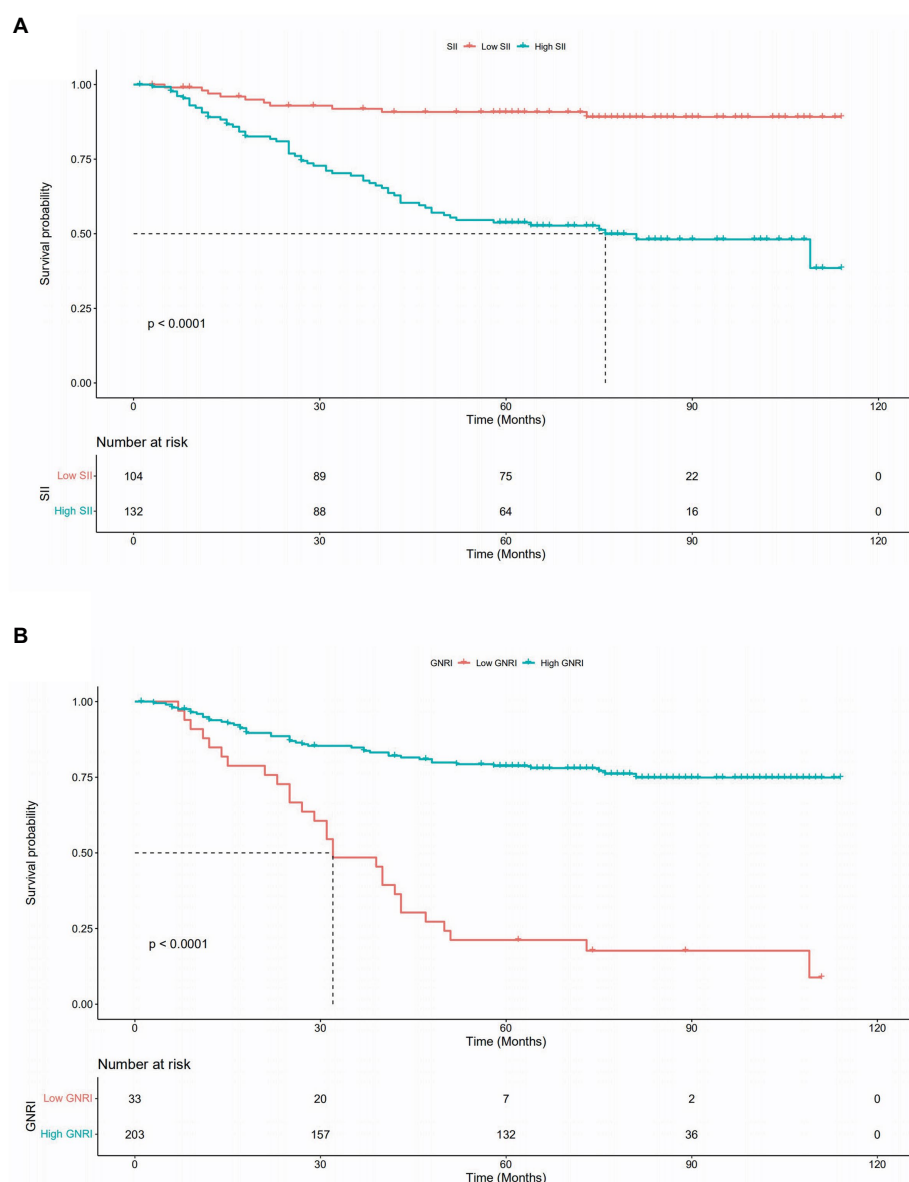 A
SII Low SII High SII
1.00
0.75
0.50
0.25
0.00
Survival probability
p < 0.0001
0 30 60 90 120
Time (Months)
Number at risk
SII
Low SII 104 89 75 22 0
High SII 132 88 64 16 0
0 30 60 90 120
Time (Months)
B
GNRI Low GNRI High GNRI
1.00
0.75
0.50
0.25
0.00
Survival probability
p < 0.0001
0 30 60 90 120
Time (Months)
Number at risk
GNRI
Low GNRI 33 20 7 2 0
High GNRI 203 157 132 36 0
0 30 60 90 120
Time (Months)